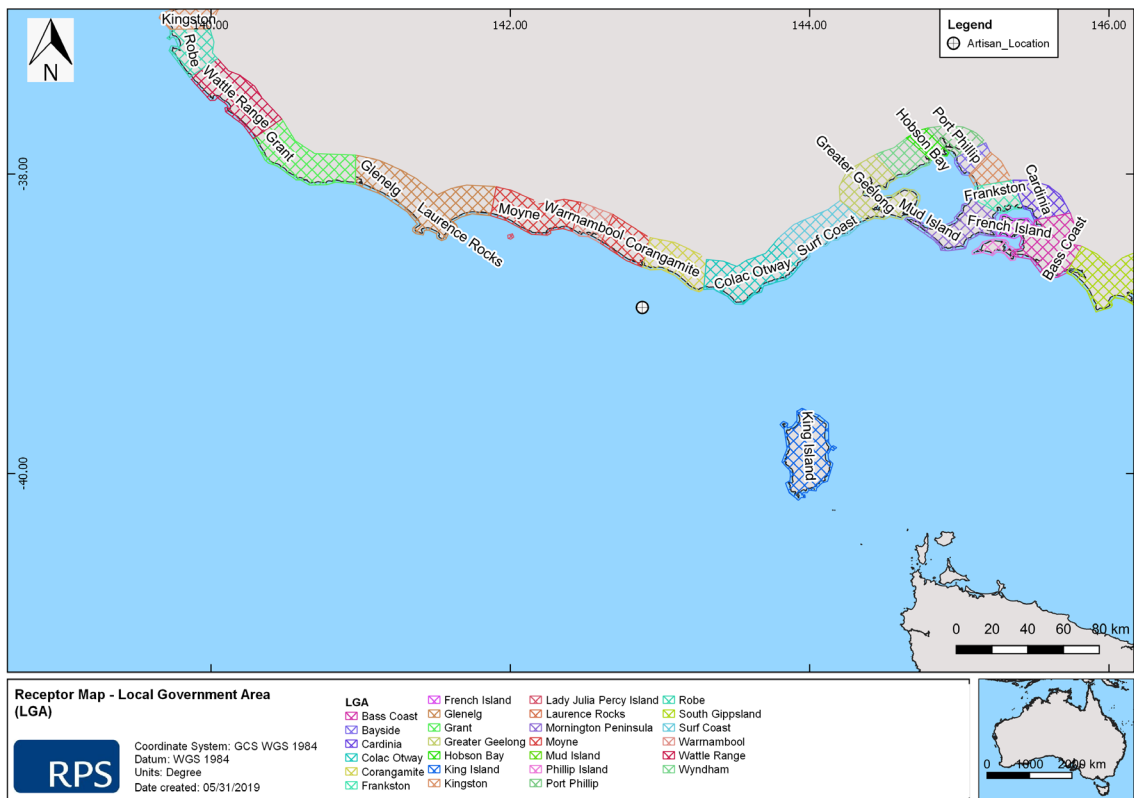 140.00
142.00
144.00
146.00
Legend
Artisan_Location
N
Kingston
Robe
Wattle Range
Grant
Glenelg
Laurence Rocks
Moyne
Warrnambool
Corangamite
Colac Otway
Surf Coast
Greater Geelong
Hobson Bay
Port Phillip
Mud Island
Frankston
Cardinia
French Island
Bass Coast
King Island
-38.00
-40.00
0 20 40 60 80 km
Receptor Map - Local Government Area
(LGA)
RPS
Coordinate System: GCS WGS 1984
Datum: WGS 1984
Units: Degree
Date created: 05/31/2019
LGA
Bass Coast
Bayside
Cardinia
Colac Otway
Corangamite
Frankston
French Island
Glenelg
Grant
Greater Geelong
Hobson Bay
King Island
Kingston
Lady Julia Percy Island
Laurence Rocks
Mornington Peninsula
Moyne
Mud Island
Phillip Island
Port Phillip
Robe
South Gippsland
Surf Coast
Warrnambool
Wattle Range
Wyndham
0 1000 2000 km